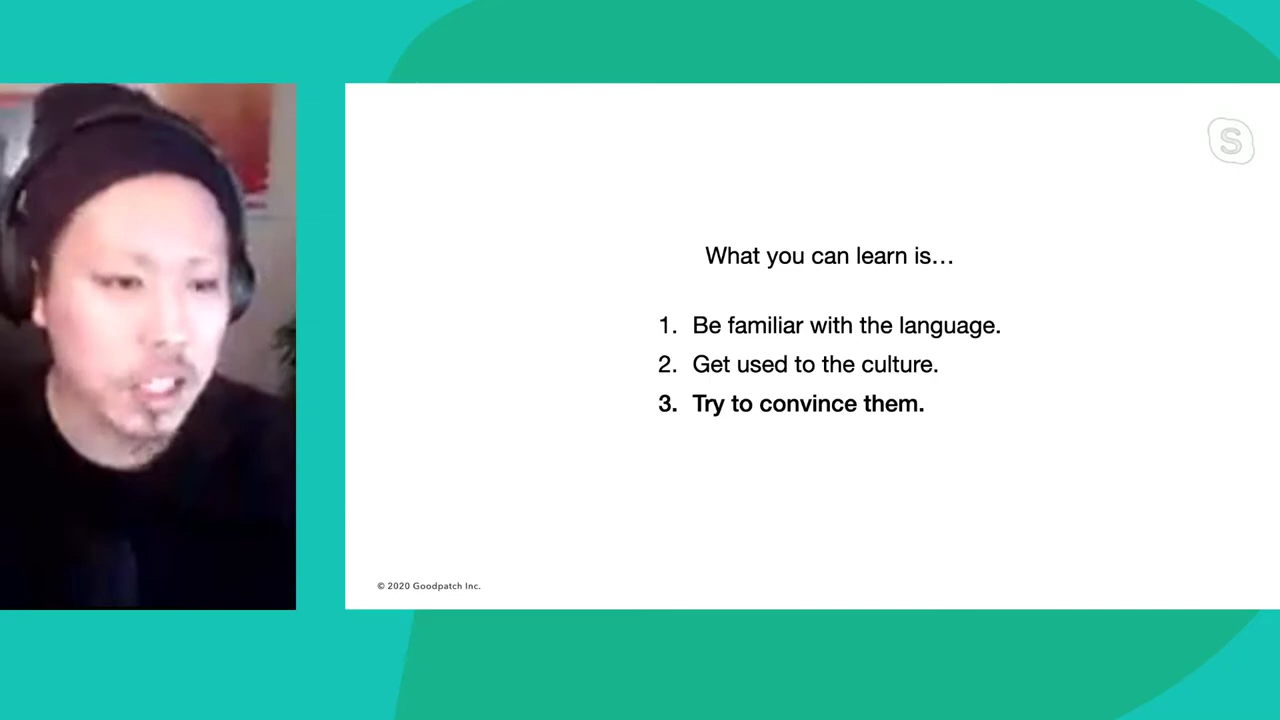 S
What you can learn is…
1. Be familiar with the language.
2. Get used to the culture.
3. Try to convince them.
© 2020 Goodpatch Inc.